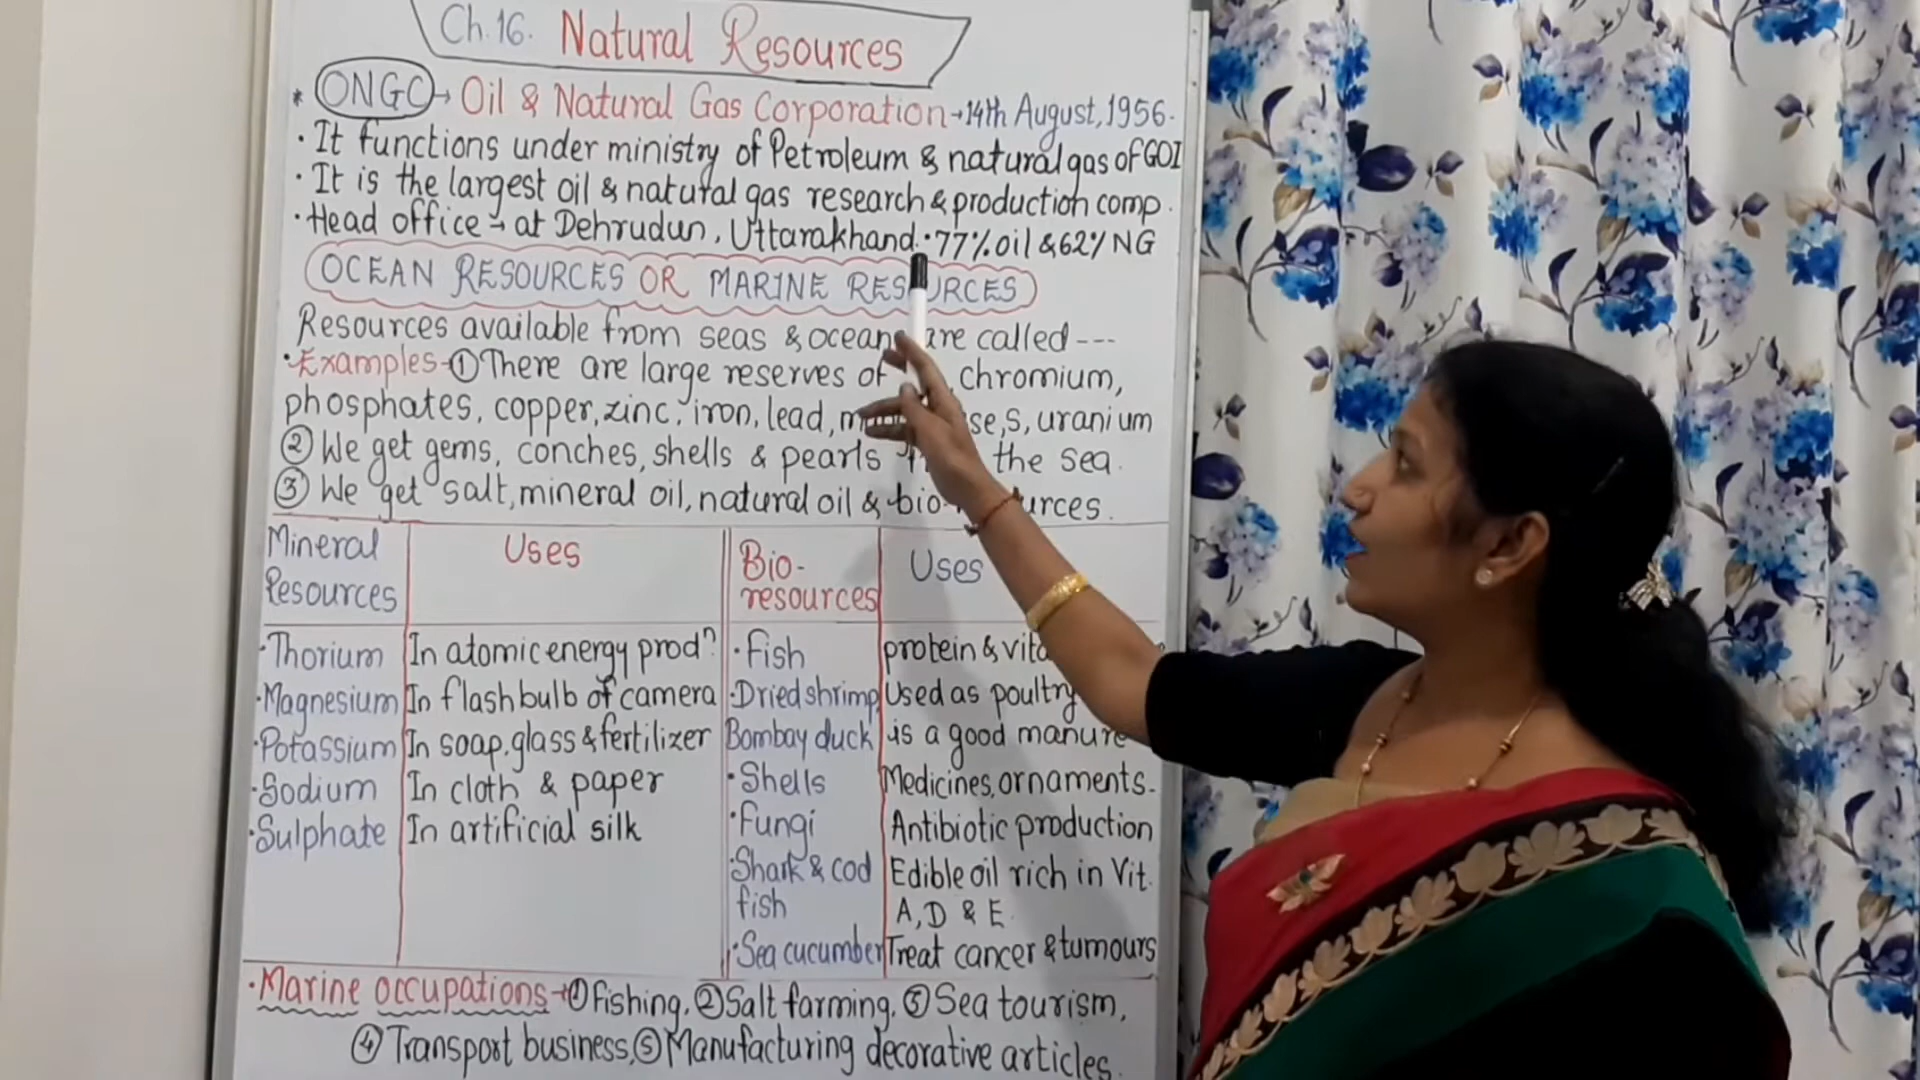 Ch.16. Natural Resources
* ONGC → Oil & Natural Gas Corporation → 14th August, 1956.
· It functions under ministry of Petroleum & natural gas of GOI
· It is the largest oil & natural gas research & production comp.
· Head office → at Dehrudun, Uttarakhand. · 77% oil & 62% NG
OCEAN RESOURCES OR MARINE RESOURCES
Resources available from seas & oceans are called ---
· Examples - ① There are large reserves of chromium,
phosphates, copper, zinc, iron, lead, S, uranium
② We get gems, conches, shells & pearls the sea.
③ We get salt, mineral oil, natural oil & bio-resources.
Mineral Resources | Uses | Bio-resources | Uses
· Thorium | In atomic energy prodⁿ | · Fish | protein &
· Magnesium | In flashbulb of camera | · Dried shrimp, | Used as poultry
· Potassium | In soap, glass & fertilizer | Bombay duck | is a good manure
· Sodium | In cloth & paper | · Shells | Medicines, ornaments.
· Sulphate | In artificial silk | · Fungi | Antibiotic production
· Shark & cod | Edible oil rich in Vit.
fish | A, D & E.
· Sea cucumber | Treat cancer & tumours
· Marine occupations → ① Fishing, ② Salt farming, ③ Sea tourism,
④ Transport business, ⑤ Manufacturing decorative articles.